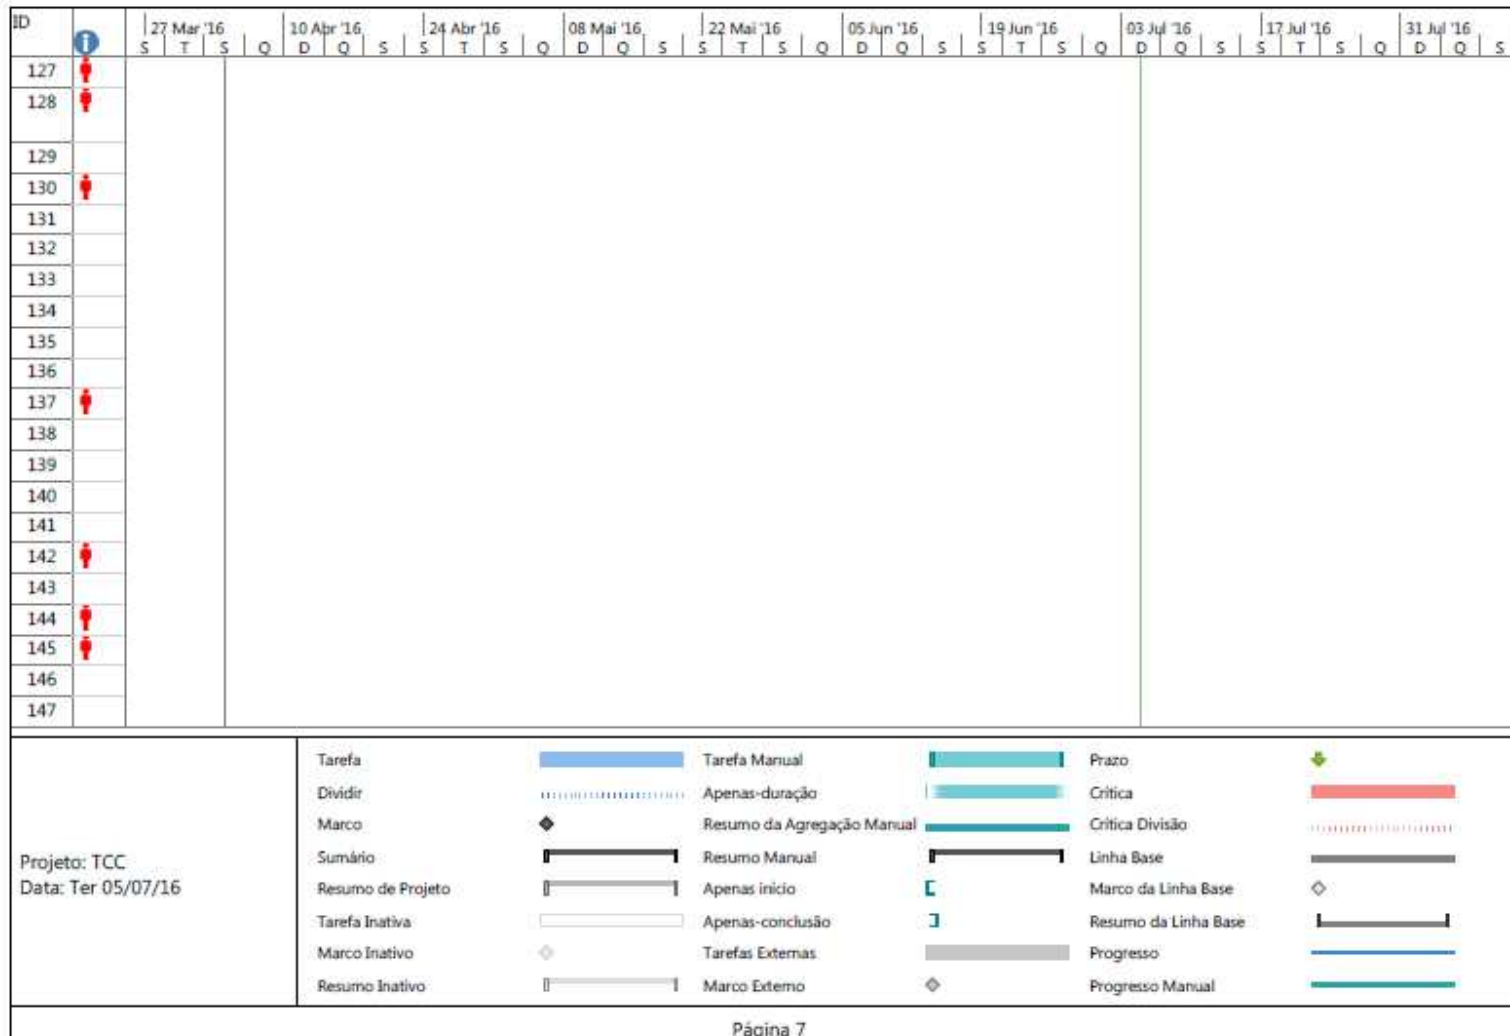 ID
27 Mar '16 10 Abr '16 24 Abr '16 08 Mai '16 22 Mai '16 05 Jun '16 19 Jun '16 03 Jul '16 17 Jul '16 31 Jul '16
S T S Q D Q S S T S Q D Q S S T S Q D Q S S T S Q D Q S S T S Q D Q S
127
128
129
130
131
132
133
134
135
136
137
138
139
140
141
142
143
144
145
146
147
Projeto: TCC
Data: Ter 05/07/16
Tarefa
Dividir
Marco
Sumário
Resumo de Projeto
Tarefa Inativa
Marco Inativo
Resumo Inativo
Tarefa Manual
Apenas-duração
Resumo da Agregação Manual
Resumo Manual
Apenas início
Apenas-conclusão
Tarefas Externas
Marco Externo
Prazo
Crítica
Crítica Divisão
Linha Base
Marco da Linha Base
Resumo da Linha Base
Progresso
Progresso Manual
Página 7